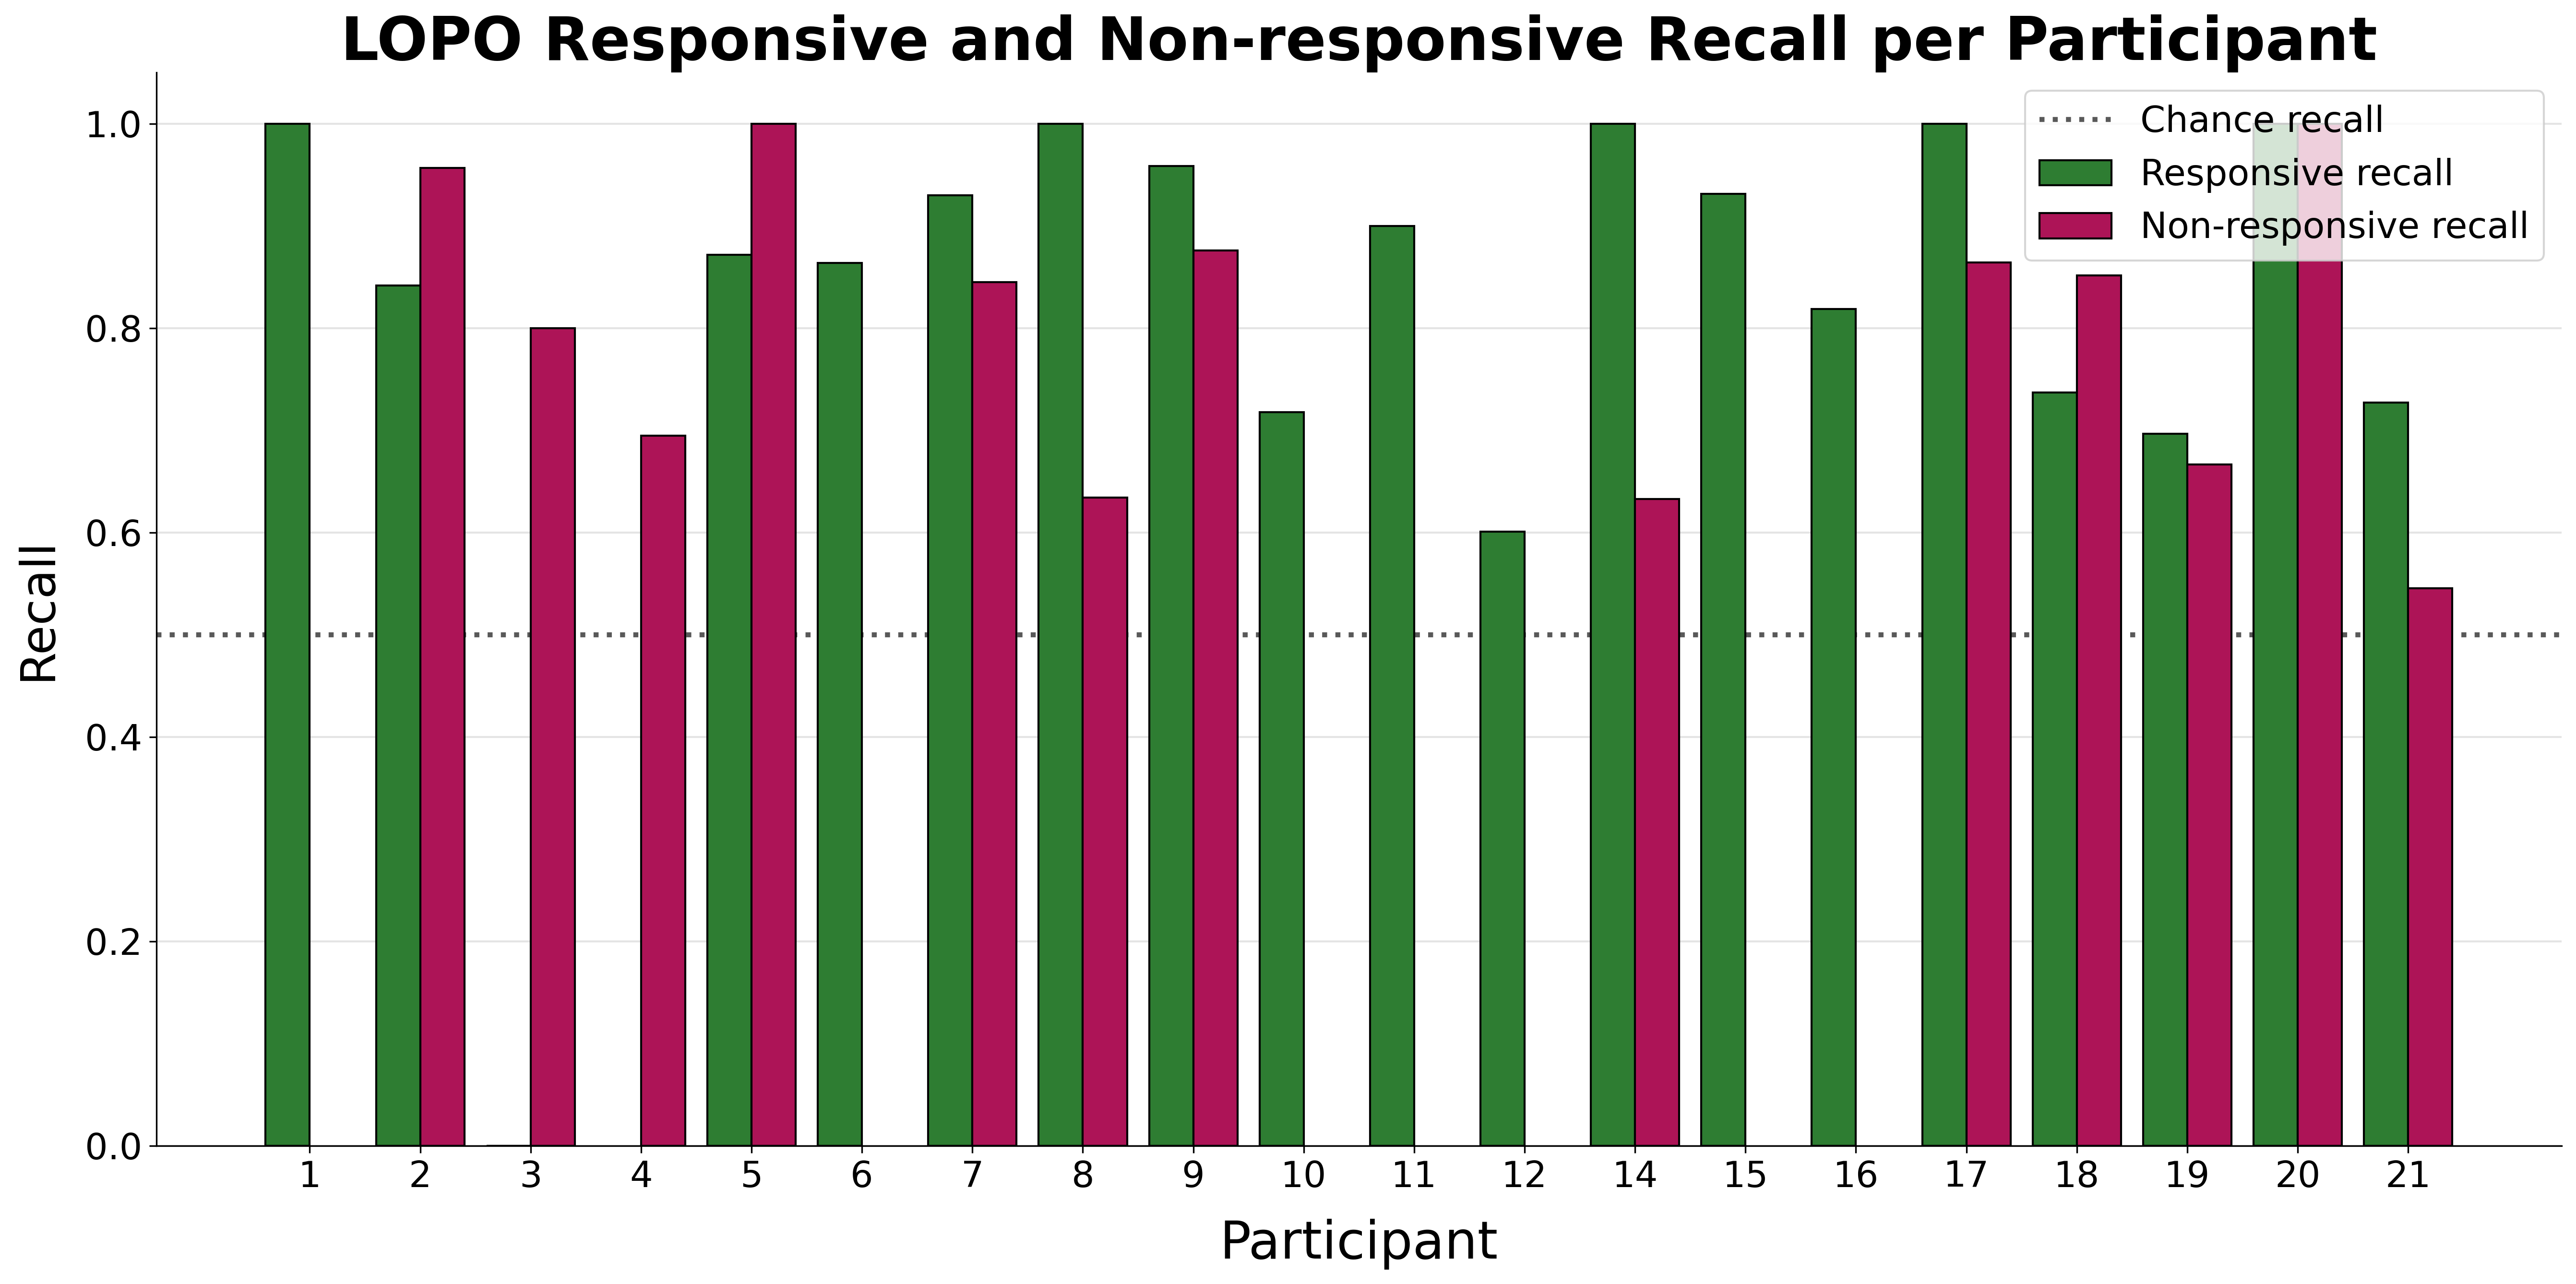 LOPO Responsive and Non-responsive Recall per Participant
Chance recall
Responsive recall
Non-responsive recall
1.0
0.8
0.6
0.4
0.2
0.0
Recall
1 2 3 4 5 6 7 8 9 10 11 12 14 15 16 17 18 19 20 21
Participant